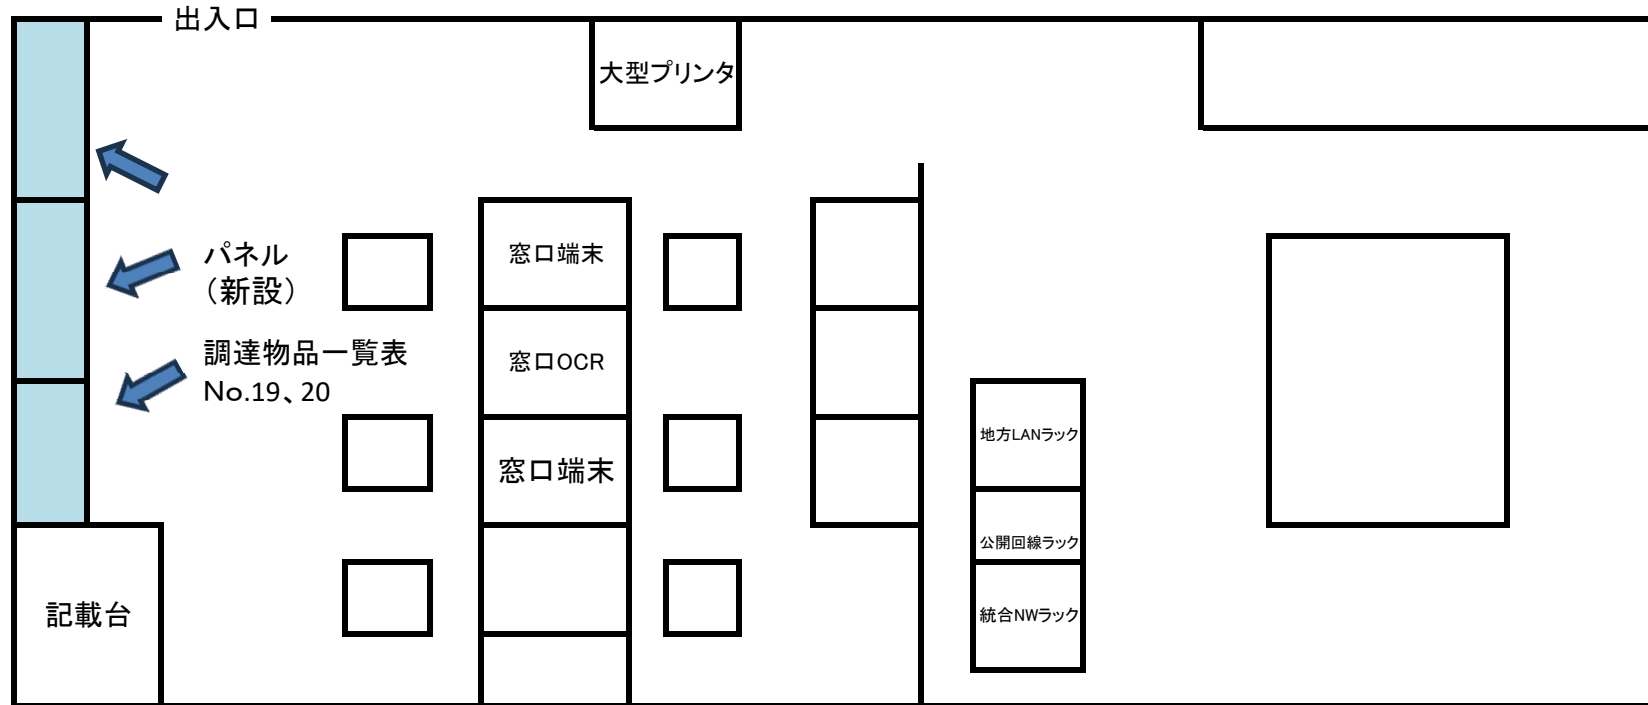 出入口
大型プリンタ
パネル
（新設）
調達物品一覧表
No.19、20
窓口端末
窓口OCR
窓口端末
地方LANラック
公開回線ラック
統合NWラック
記載台